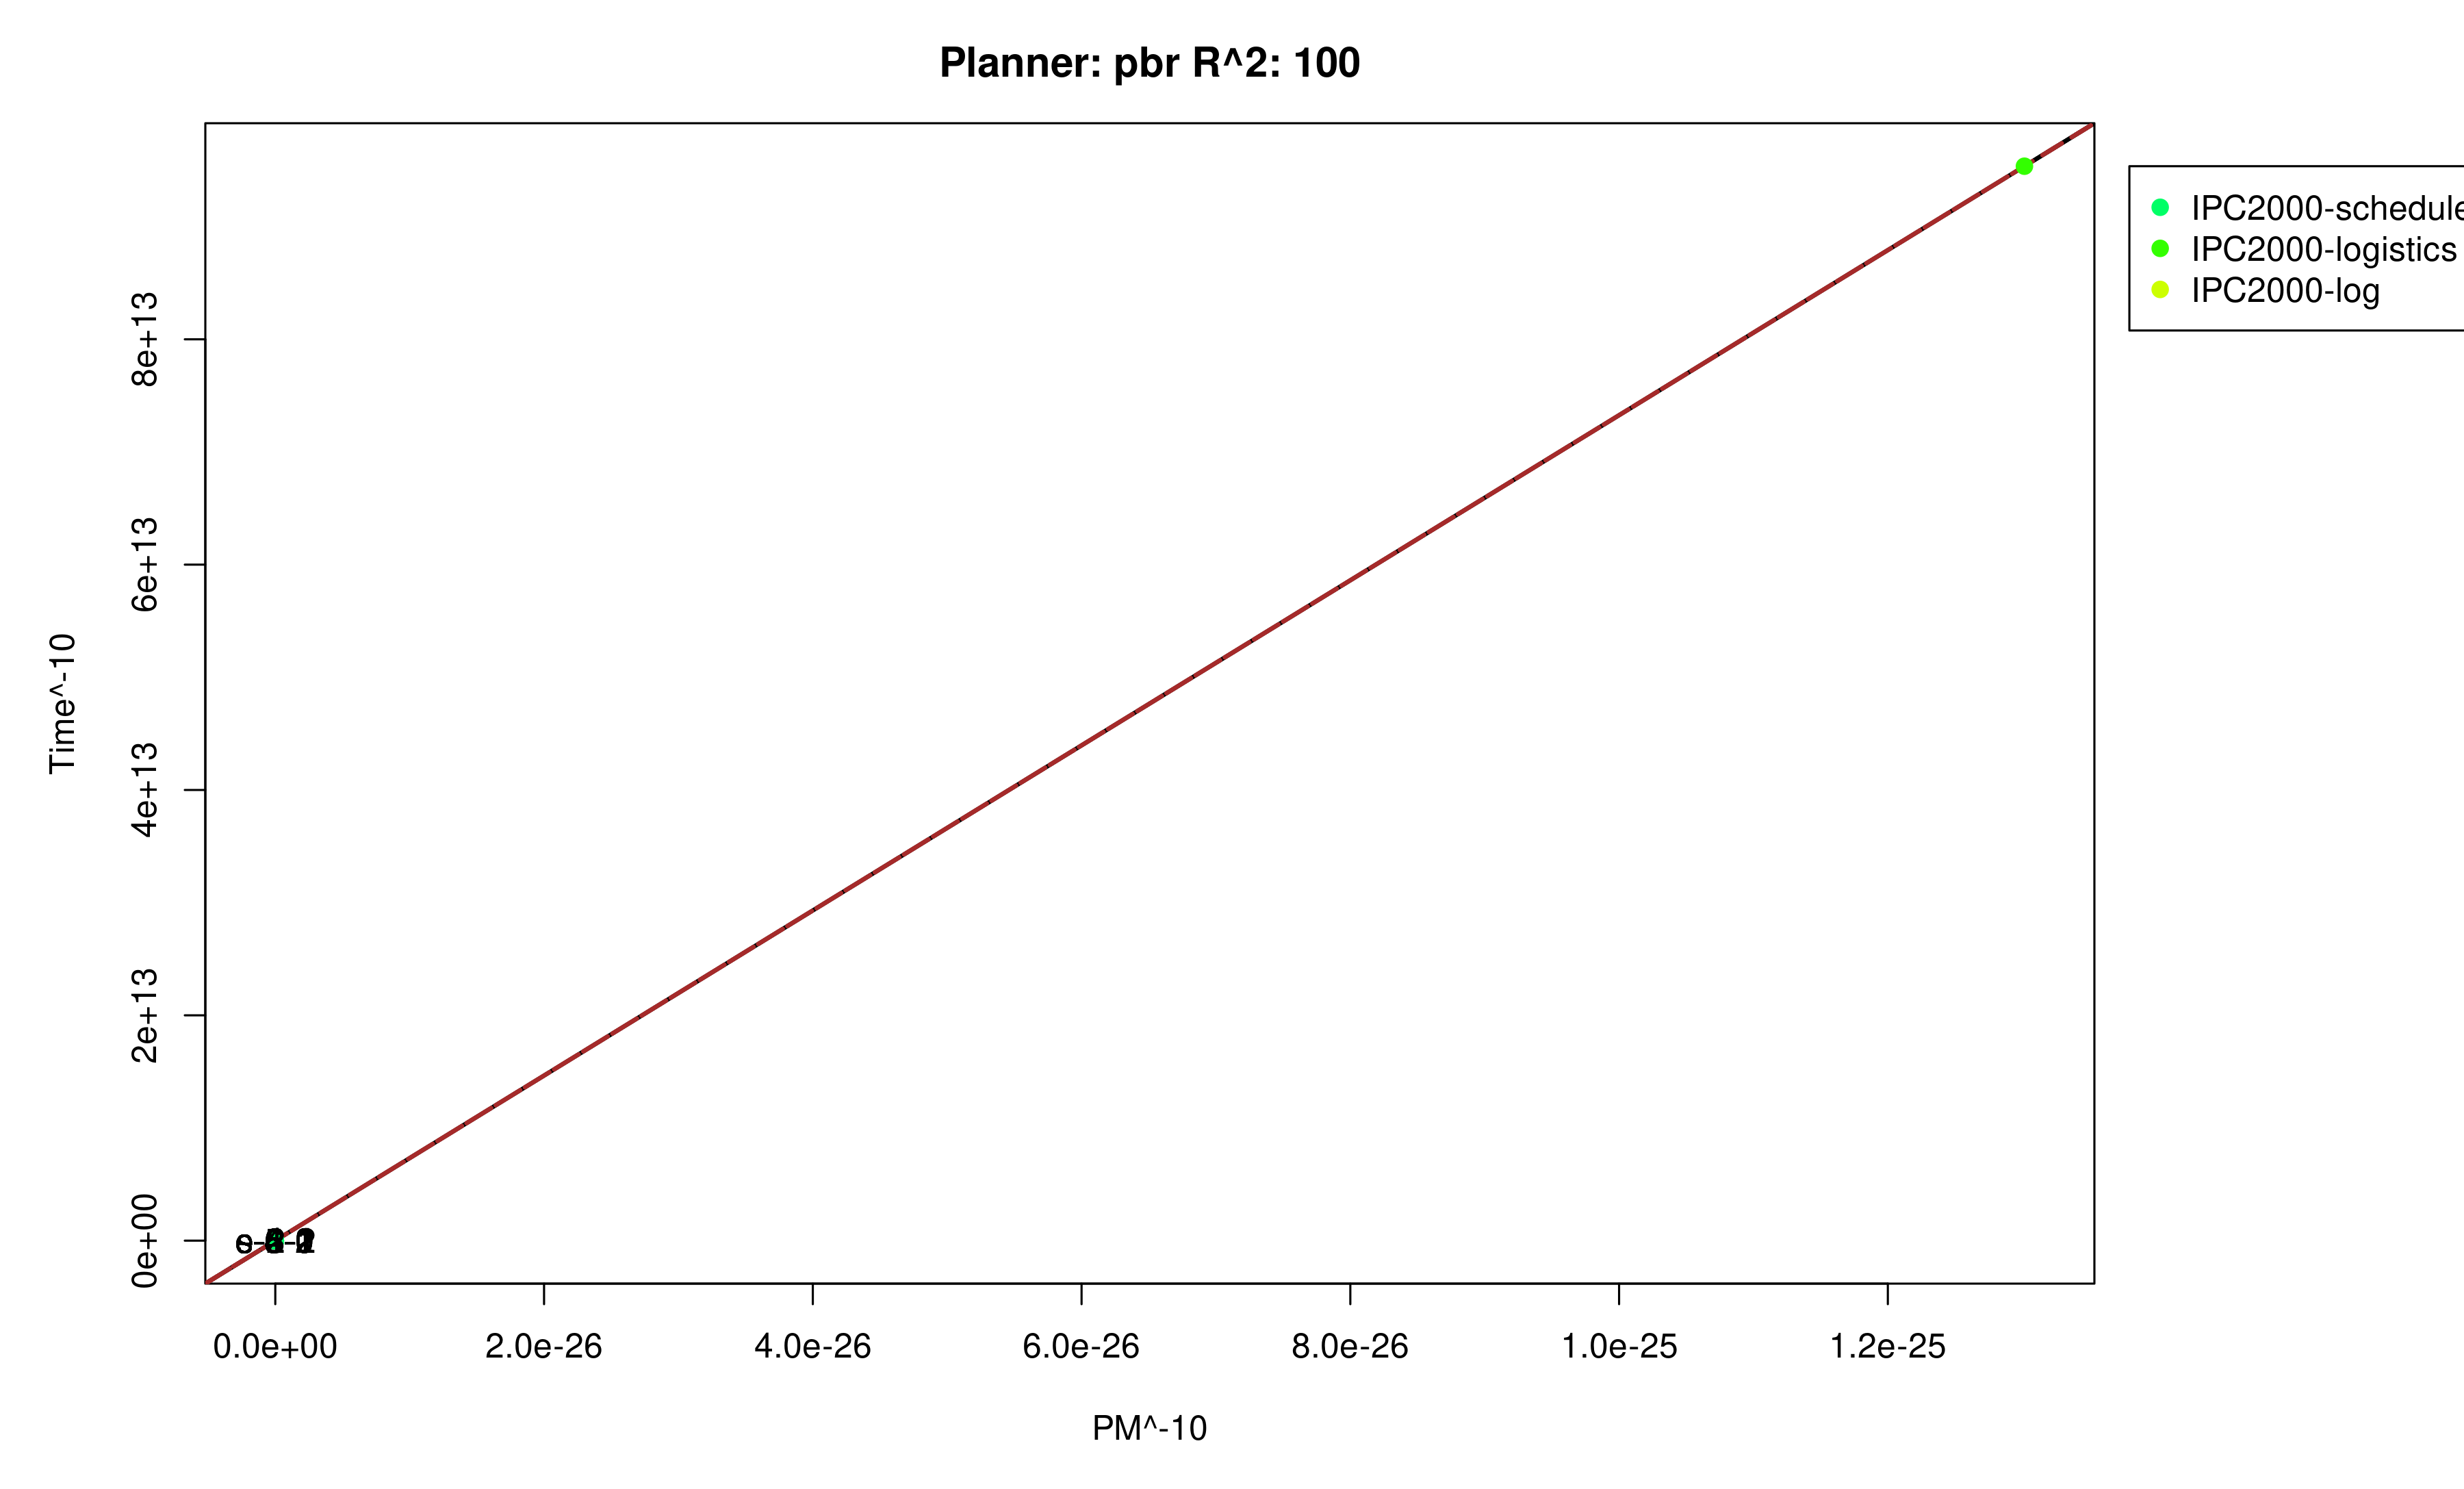 Planner: pbr R^2: 100
IPC2000-schedule
IPC2000-logistics
IPC2000-log
Time^-10
8e+13
6e+13
4e+13
2e+13
0e+00
0.0e+00
2.0e-26
4.0e-26
6.0e-26
8.0e-26
1.0e-25
1.2e-25
PM^-10